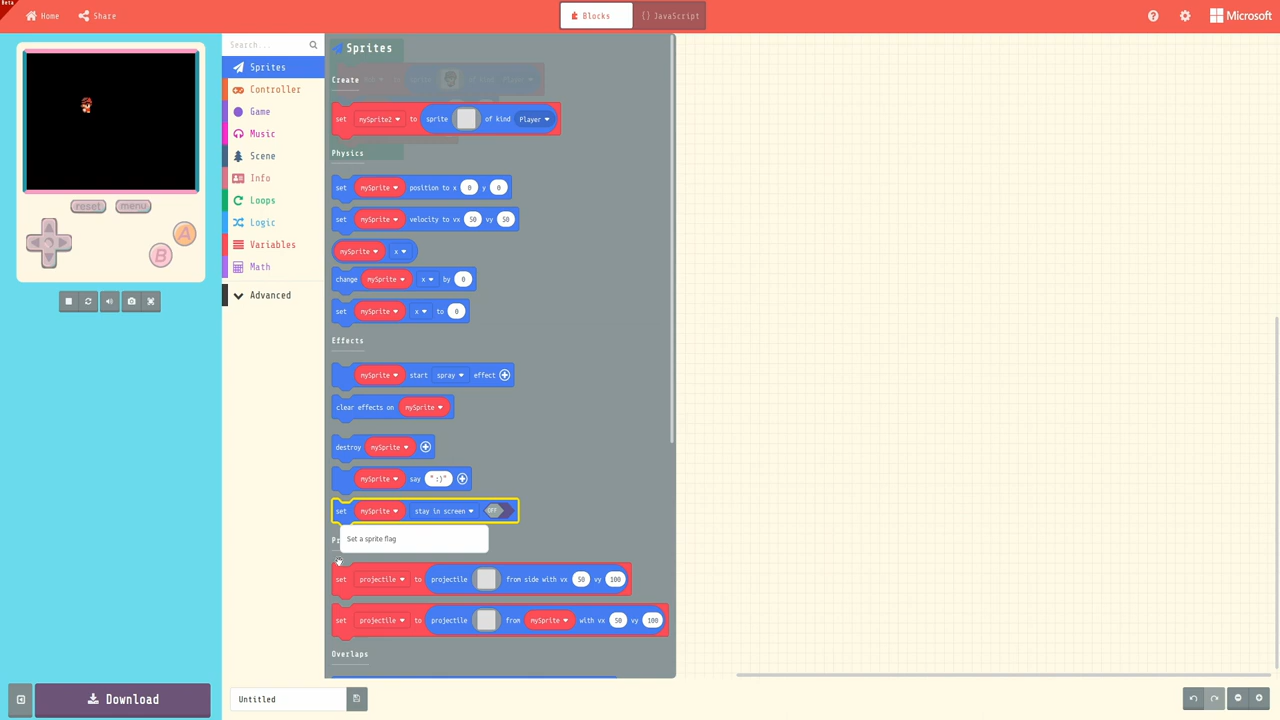 Beta
Home
Share
Blocks
{} JavaScript
Microsoft
reset
menu
A
B
Download
Search...
Sprites
Controller
Game
Music
Scene
Info
Loops
Logic
Variables
Math
Advanced
Sprites
Create
set mySprite2 to sprite of kind Player
Physics
set mySprite position to x 0 y 0
set mySprite velocity to vx 50 vy 50
mySprite x
change mySprite x by 0
set mySprite x to 0
Effects
mySprite start spray effect
clear effects on mySprite
destroy mySprite
mySprite say ":)"
set mySprite stay in screen OFF
Set a sprite flag
set projectile to projectile from side with vx 50 vy 100
set projectile to projectile from mySprite with vx 50 vy 100
Overlaps
Untitled